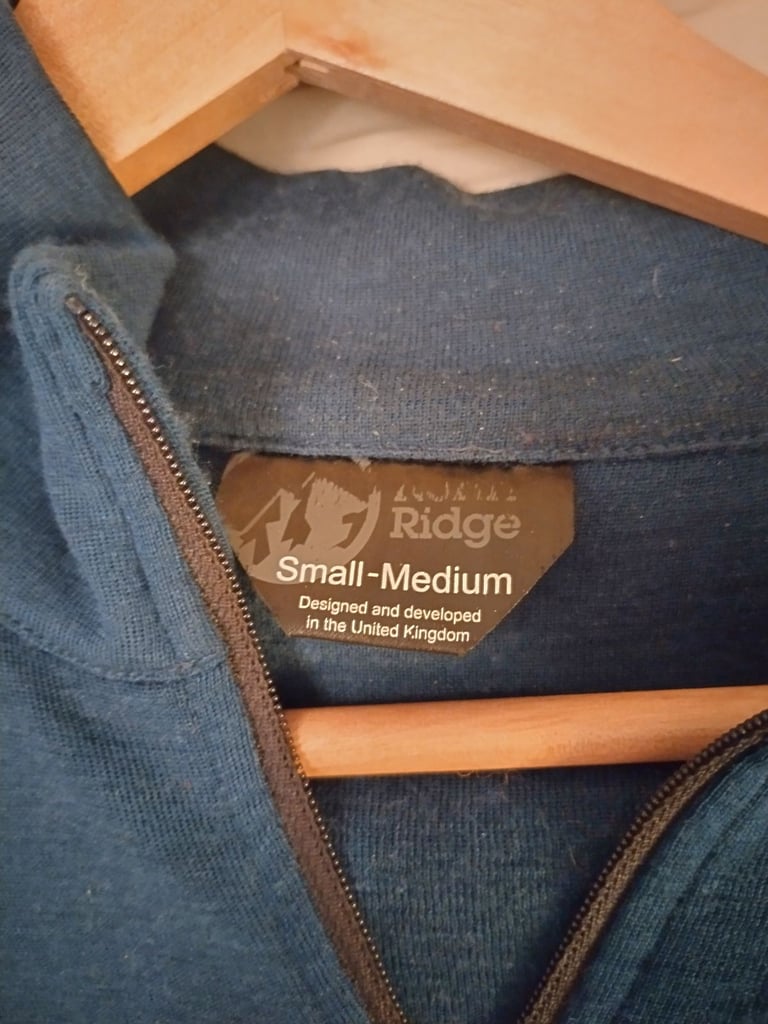 Ridge
Small-Medium
Designed and developed
in the United Kingdom